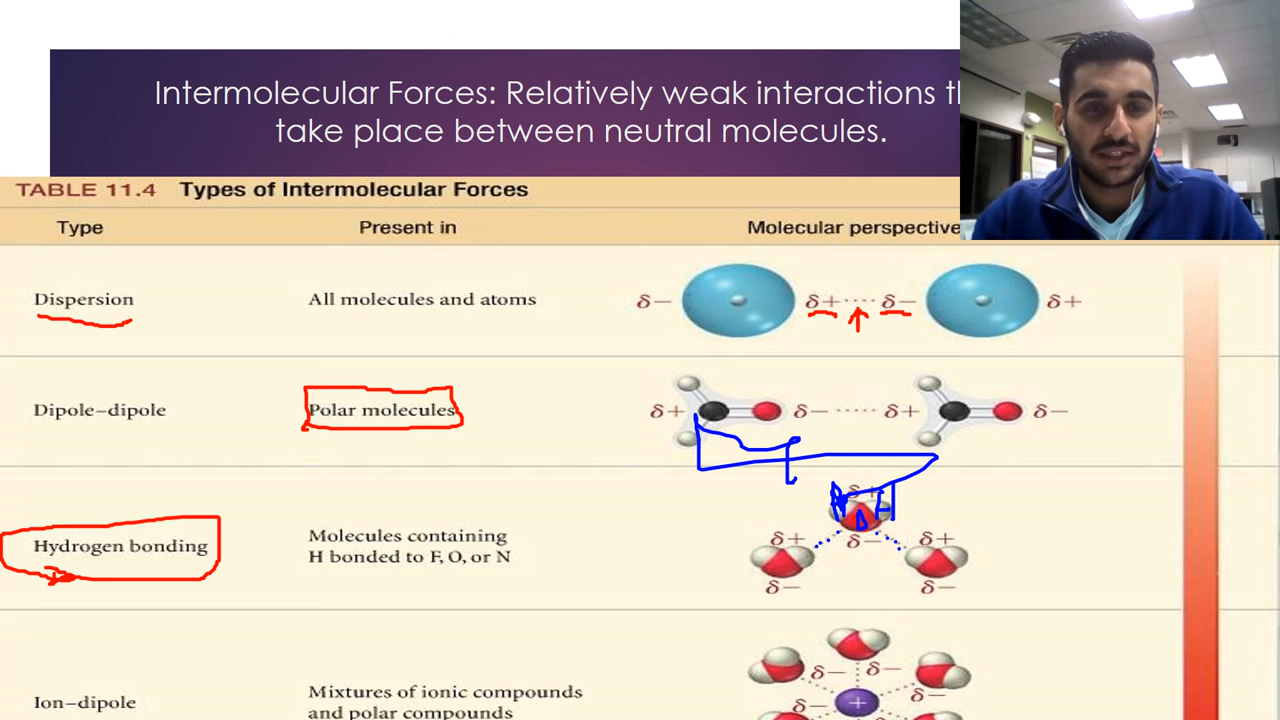 Intermolecular Forces: Relatively weak interactions
take place between neutral molecules.
TABLE 11.4 Types of Intermolecular Forces
Type Present in Molecular perspective
Dispersion All molecules and atoms δ− δ+ δ− δ+
Dipole–dipole Polar molecules δ+ δ− δ+ δ−
δ+
H O H
δ+ δ− δ+
Hydrogen bonding Molecules containing
H bonded to F, O, or N
δ− δ−
δ− δ−
δ−
Ion–dipole Mixtures of ionic compounds
and polar compounds
δ− +